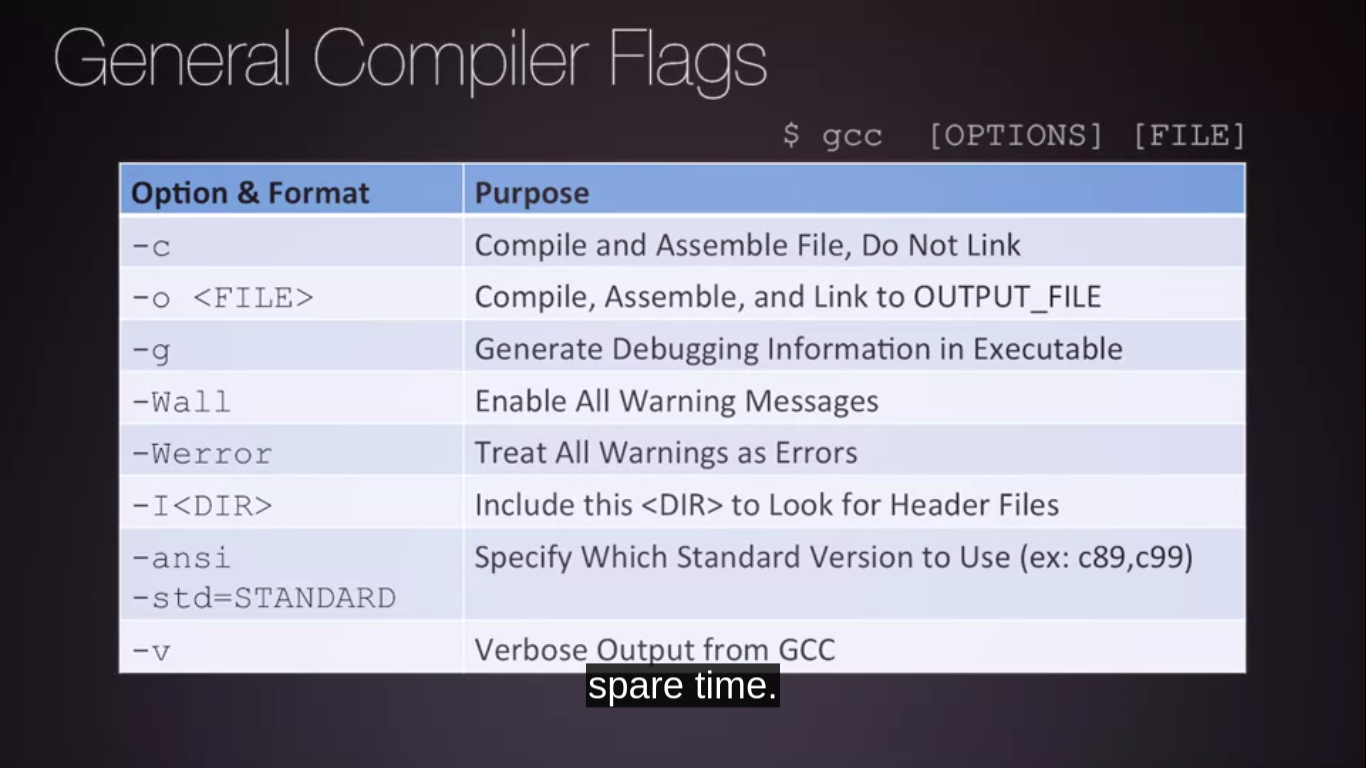 General Compiler Flags
$ gcc [OPTIONS] [FILE]
Option & Format Purpose
-c Compile and Assemble File, Do Not Link
-o <FILE> Compile, Assemble, and Link to OUTPUT_FILE
-g Generate Debugging Information in Executable
-Wall Enable All Warning Messages
-Werror Treat All Warnings as Errors
-I<DIR> Include this <DIR> to Look for Header Files
-ansi Specify Which Standard Version to Use (ex: c89,c99)
-std=STANDARD
-v Verbose Output from GCC
spare time.